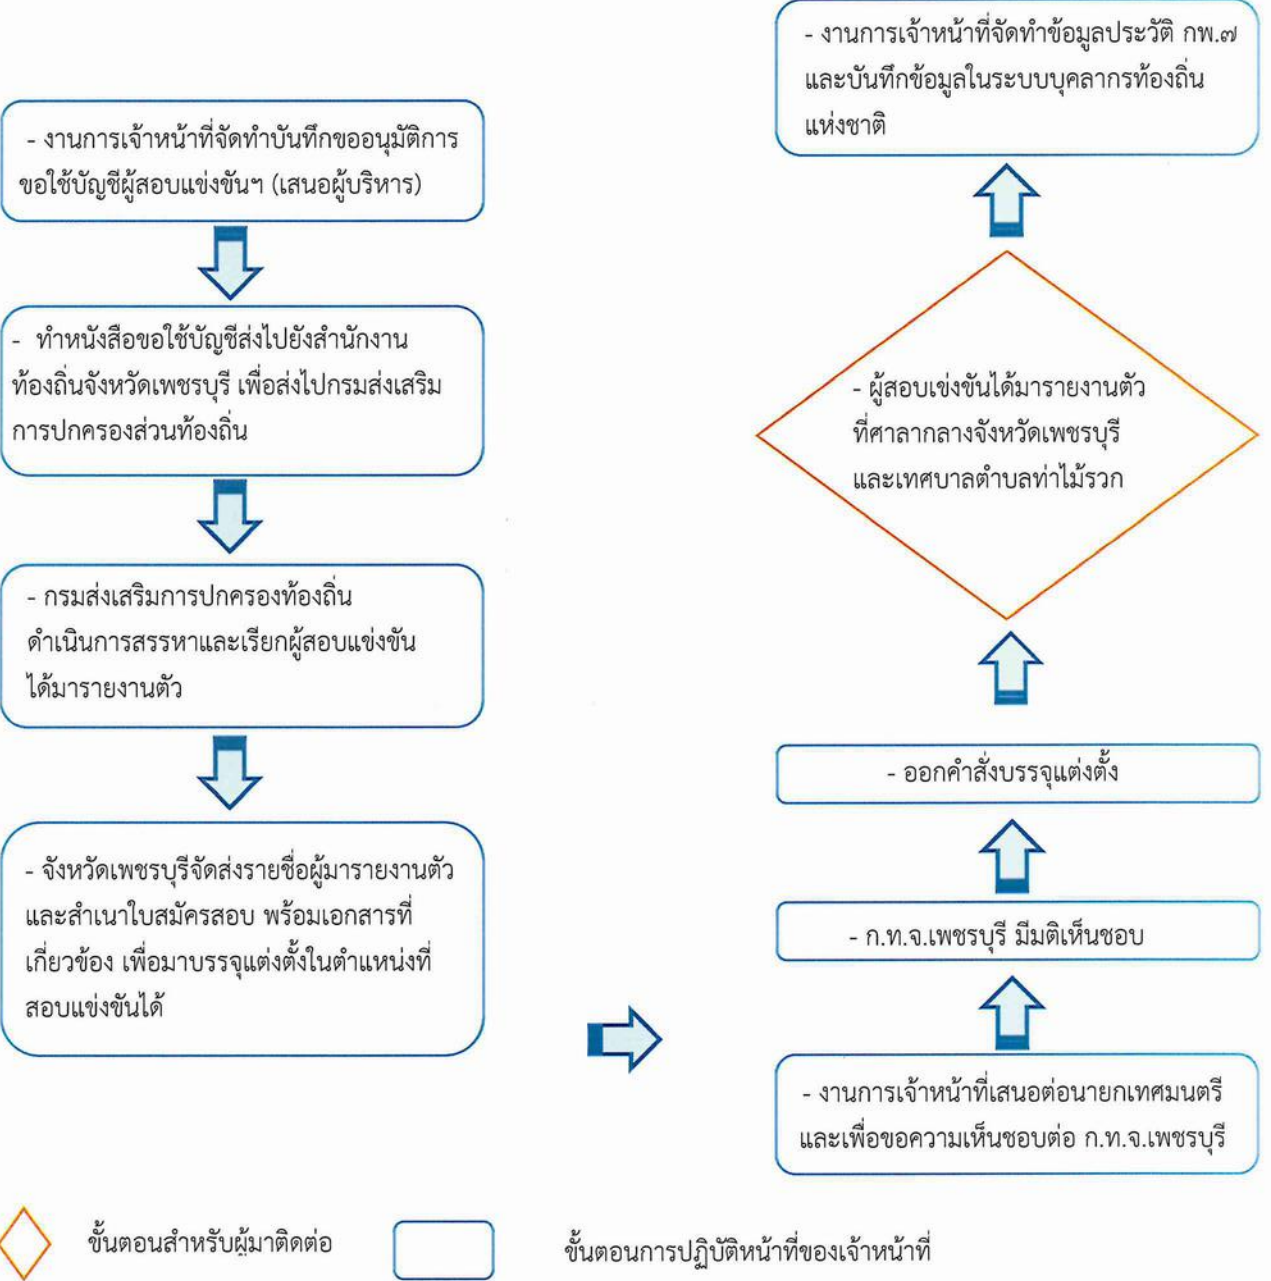 - งานการเจ้าหน้าที่จัดทำบันทึกขออนุมัติการ
ขอใช้บัญชีผู้สอบแข่งขันฯ (เสนอผู้บริหาร)
- ทำหนังสือขอใช้บัญชีส่งไปยังสำนักงาน
ท้องถิ่นจังหวัดเพชรบุรี เพื่อส่งไปกรมส่งเสริม
การปกครองส่วนท้องถิ่น
- กรมส่งเสริมการปกครองท้องถิ่น
ดำเนินการสรรหาและเรียกผู้สอบแข่งขัน
ได้มารายงานตัว
- จังหวัดเพชรบุรีจัดส่งรายชื่อผู้มารายงานตัว
และสำเนาใบสมัครสอบ พร้อมเอกสารที่
เกี่ยวข้อง เพื่อมาบรรจุแต่งตั้งในตำแหน่งที่
สอบแข่งขันได้
- งานการเจ้าหน้าที่เสนอต่อนายกเทศมนตรี
และเพื่อขอความเห็นชอบต่อ ก.ท.จ.เพชรบุรี
- ก.ท.จ.เพชรบุรี มีมติเห็นชอบ
- ออกคำสั่งบรรจุแต่งตั้ง
- ผู้สอบเข่งขันได้มารายงานตัว
ที่ศาลากลางจังหวัดเพชรบุรี
และเทศบาลตำบลท่าไม้รวก
- งานการเจ้าหน้าที่จัดทำข้อมูลประวัติ กพ.๗
และบันทึกข้อมูลในระบบบุคลากรท้องถิ่น
แห่งชาติ
ขั้นตอนสำหรับผู้มาติดต่อ
ขั้นตอนการปฏิบัติหน้าที่ของเจ้าหน้าที่